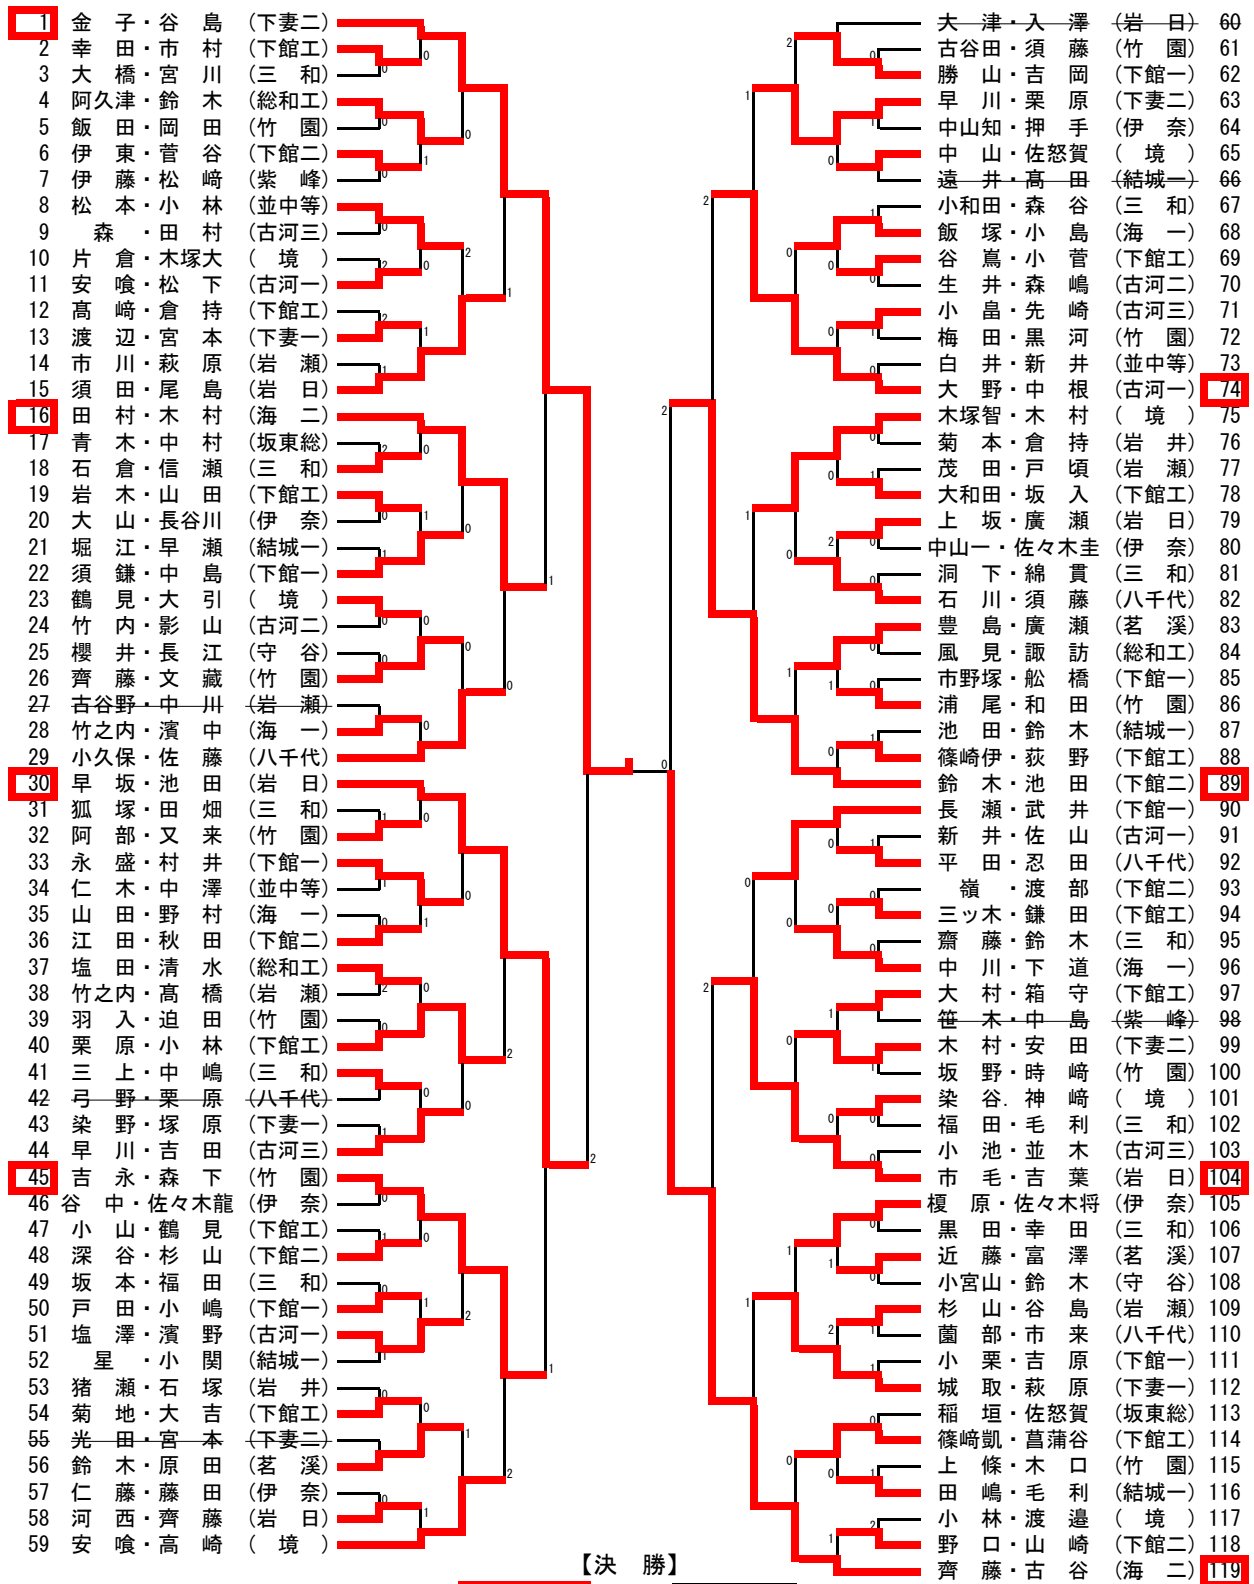 1 金 子・谷 島 (下妻二)
2 幸 田・市 村 (下館工)
3 大 橋・宮 川 (三 和)
4 阿久津・鈴 木 (総和工)
5 飯 田・岡 田 (竹 園)
6 伊 東・菅 谷 (下館二)
7 伊 藤・松 﨑 (紫 峰)
8 松 本・小 林 (並中等)
9 森 ・田 村 (古河三)
10 片 倉・木塚大 ( 境 )
11 安 喰・松 下 (古河一)
12 髙 﨑・倉 持 (下館工)
13 渡 辺・宮 本 (下妻一)
14 市 川・萩 原 (岩 瀬)
15 須 田・尾 島 (岩 日)
16 田 村・木 村 (海 二)
17 青 木・中 村 (坂東総)
18 石 倉・信 瀬 (三 和)
19 岩 木・山 田 (下館工)
20 大 山・長谷川 (伊 奈)
21 堀 江・早 瀬 (結城一)
22 須 鎌・中 島 (下館一)
23 鶴 見・大 引 ( 境 )
24 竹 内・影 山 (古河二)
25 櫻 井・長 江 (守 谷)
26 齊 藤・文 藏 (竹 園)
27 古谷野・中 川 (岩 瀬)
28 竹之内・濱 中 (海 一)
29 小久保・佐 藤 (八千代)
30 早 坂・池 田 (岩 日)
31 狐 塚・田 畑 (三 和)
32 阿 部・又 来 (竹 園)
33 永 盛・村 井 (下館一)
34 仁 木・中 澤 (並中等)
35 山 田・野 村 (海 一)
36 江 田・秋 田 (下館二)
37 塩 田・清 水 (総和工)
38 竹之内・髙 橋 (岩 瀬)
39 羽 入・迫 田 (竹 園)
40 栗 原・小 林 (下館工)
41 三 上・中 嶋 (三 和)
42 弓 野・栗 原 (八千代)
43 染 野・塚 原 (下妻一)
44 早 川・吉 田 (古河三)
45 吉 永・森 下 (竹 園)
46 谷 中・佐々木龍 (伊 奈)
47 小 山・鶴 見 (下館工)
48 深 谷・杉 山 (下館二)
49 坂 本・福 田 (三 和)
50 戸 田・小 嶋 (下館一)
51 塩 澤・濱 野 (古河一)
52 星 ・小 関 (結城一)
53 猪 瀬・石 塚 (岩 井)
54 菊 地・大 吉 (下館工)
55 光 田・宮 本 (下妻二)
56 鈴 木・原 田 (茗 溪)
57 仁 藤・藤 田 (伊 奈)
58 河 西・齊 藤 (岩 日)
59 安 喰・高 崎 ( 境 )
大 津・入 澤 (岩 日) 60
古谷田・須 藤 (竹 園) 61
勝 山・吉 岡 (下館一) 62
早 川・栗 原 (下妻二) 63
中山知・押 手 (伊 奈) 64
中 山・佐怒賀 ( 境 ) 65
遠 井・髙 田 (結城一) 66
小和田・森 谷 (三 和) 67
飯 塚・小 島 (海 一) 68
谷 嶌・小 菅 (下館工) 69
生 井・森 嶋 (古河二) 70
小 畠・先 崎 (古河三) 71
梅 田・黒 河 (竹 園) 72
白 井・新 井 (並中等) 73
大 野・中 根 (古河一) 74
木塚智・木 村 ( 境 ) 75
菊 本・倉 持 (岩 井) 76
茂 田・戸 頃 (岩 瀬) 77
大和田・坂 入 (下館工) 78
上 坂・廣 瀬 (岩 日) 79
中山一・佐々木圭 (伊 奈) 80
洞 下・綿 貫 (三 和) 81
石 川・須 藤 (八千代) 82
豊 島・廣 瀬 (茗 溪) 83
風 見・諏 訪 (総和工) 84
市野塚・舩 橋 (下館一) 85
浦 尾・和 田 (竹 園) 86
池 田・鈴 木 (結城一) 87
篠崎伊・荻 野 (下館工) 88
鈴 木・池 田 (下館二) 89
長 瀬・武 井 (下館一) 90
新 井・佐 山 (古河一) 91
平 田・忍 田 (八千代) 92
嶺 ・渡 部 (下館二) 93
三ッ木・鎌 田 (下館工) 94
齋 藤・鈴 木 (三 和) 95
中 川・下 道 (海 一) 96
大 村・箱 守 (下館工) 97
笹 木・中 島 (紫 峰) 98
木 村・安 田 (下妻二) 99
坂 野・時 﨑 (竹 園) 100
染 谷．神 﨑 ( 境 ) 101
福 田・毛 利 (三 和) 102
小 池・並 木 (古河三) 103
市 毛・吉 葉 (岩 日) 104
榎 原・佐々木将 (伊 奈) 105
黒 田・幸 田 (三 和) 106
近 藤・富 澤 (茗 溪) 107
小宮山・鈴 木 (守 谷) 108
杉 山・谷 島 (岩 瀬) 109
薗 部・市 来 (八千代) 110
小 栗・吉 原 (下館一) 111
城 取・萩 原 (下妻一) 112
稲 垣・佐怒賀 (坂東総) 113
篠﨑凱・菖蒲谷 (下館工) 114
上 條・木 口 (竹 園) 115
田 嶋・毛 利 (結城一) 116
小 林・渡 邉 ( 境 ) 117
野 口・山 崎 (下館二) 118
齊 藤・古 谷 (海 二) 119
【決 勝】